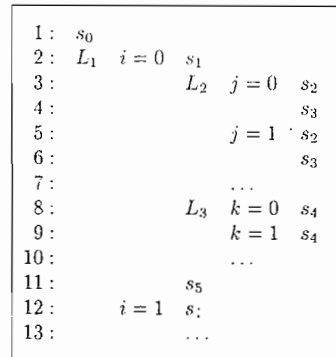 1 : s₀
2 : L₁ i = 0 s₁
3 : L₂ j = 0 s₂
4 : s₃
5 : j = 1 s₂
6 : s₃
7 : ...
8 : L₃ k = 0 s₄
9 : k = 1 s₄
10 : ...
11 : s₅
12 : i = 1 s:
13 : ...